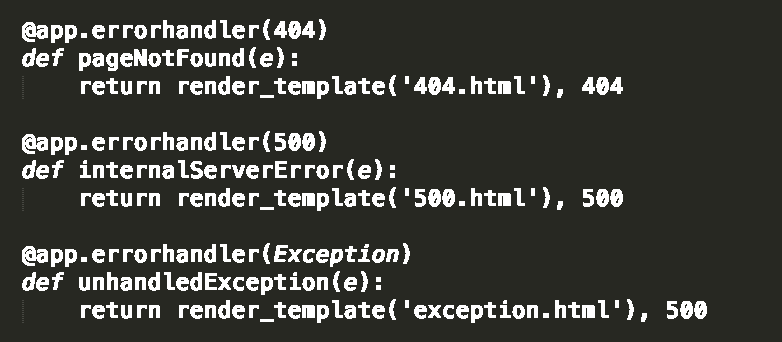 @app.errorhandler(404)
def pageNotFound(e):
    return render_template('404.html'), 404

@app.errorhandler(500)
def internalServerError(e):
    return render_template('500.html'), 500

@app.errorhandler(Exception)
def unhandledException(e):
    return render_template('exception.html'), 500